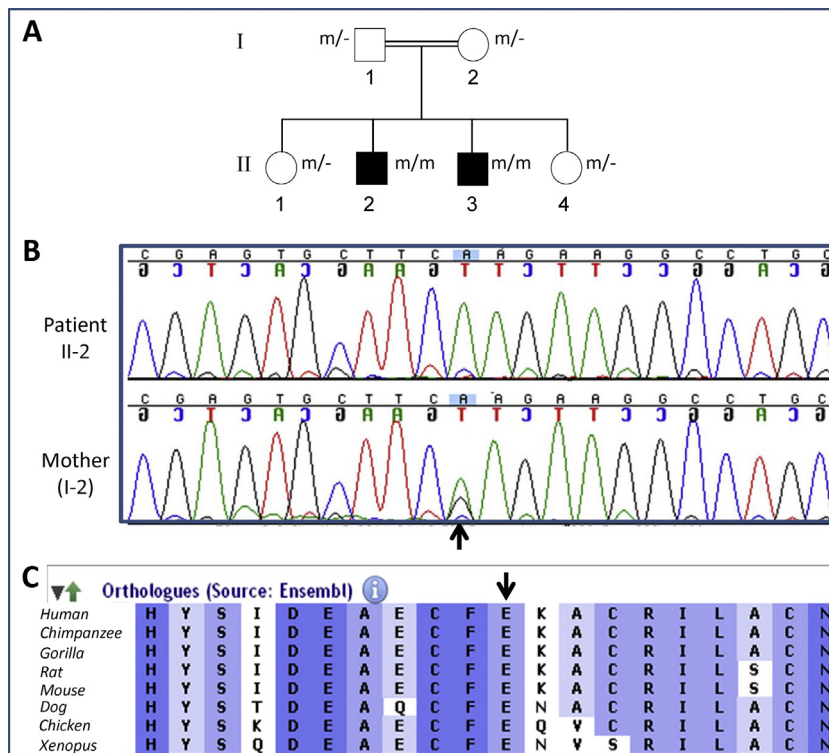 A
I m/- m/-
1 2
II m/- m/m m/m m/-
1 2 3 4
B
C G A G T G C T T C A A G A A G G C C T G C
G C T C A C G A A G T T C T T C C G G A C G
Patient
II-2
C G A G T G C T T C A A G A A G G C C T G C
G C T C A C G A A G T T C T T C C G G A C G
Mother
(I-2)
C Orthologues (Source: Ensembl) i
Human H Y S I D E A E C F E K A C R I L A C N
Chimpanzee H Y S I D E A E C F E K A C R I L A C N
Gorilla H Y S I D E A E C F E K A C R I L A C N
Rat H Y S I D E A E C F E K A C R I L S C N
Mouse H Y S I D E A E C F E K A C R I L S C N
Dog H Y S T D E A Q C F E N A C R I L A C N
Chicken H Y S K D E A E C F E Q V C R I L A C N
Xenopus H Y S Q D E A E C F E N V S R I L A C N